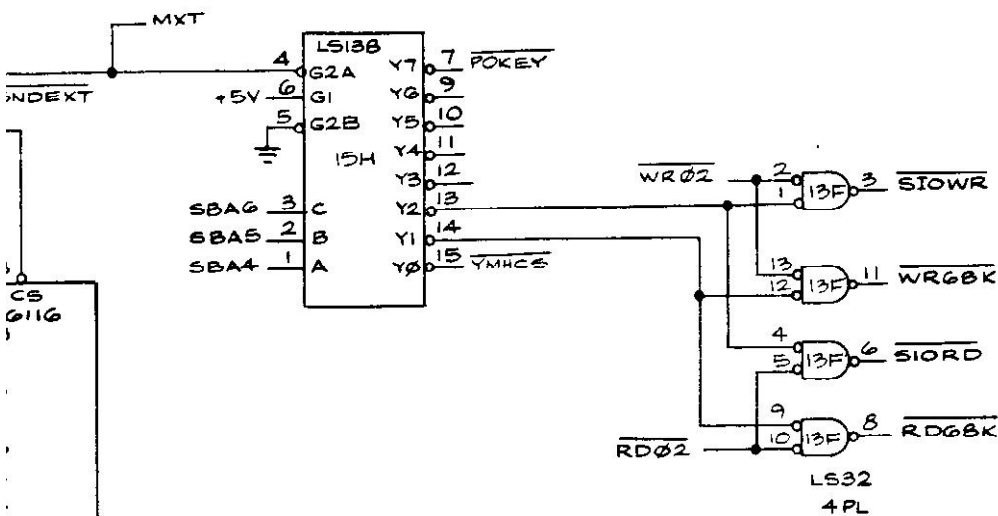 MXT
SNDEXT
LS138
4 G2A
+5V 6 G1
5 G2B
15H
Y7 7 POKEY
Y6 9
Y5 10
Y4 11
Y3 12
Y2 13
Y1 14
YØ 15 YMHCS
SBA6 3 C
SBA5 2 B
SBA4 1 A
CS
6116
WRØ2
2
1
13F
3 SIOWR
13
12
13F
11 WR68K
4
5
13F
6 SIORD
RDØ2
9
10
13F
8 RD68K
LS32
4PL